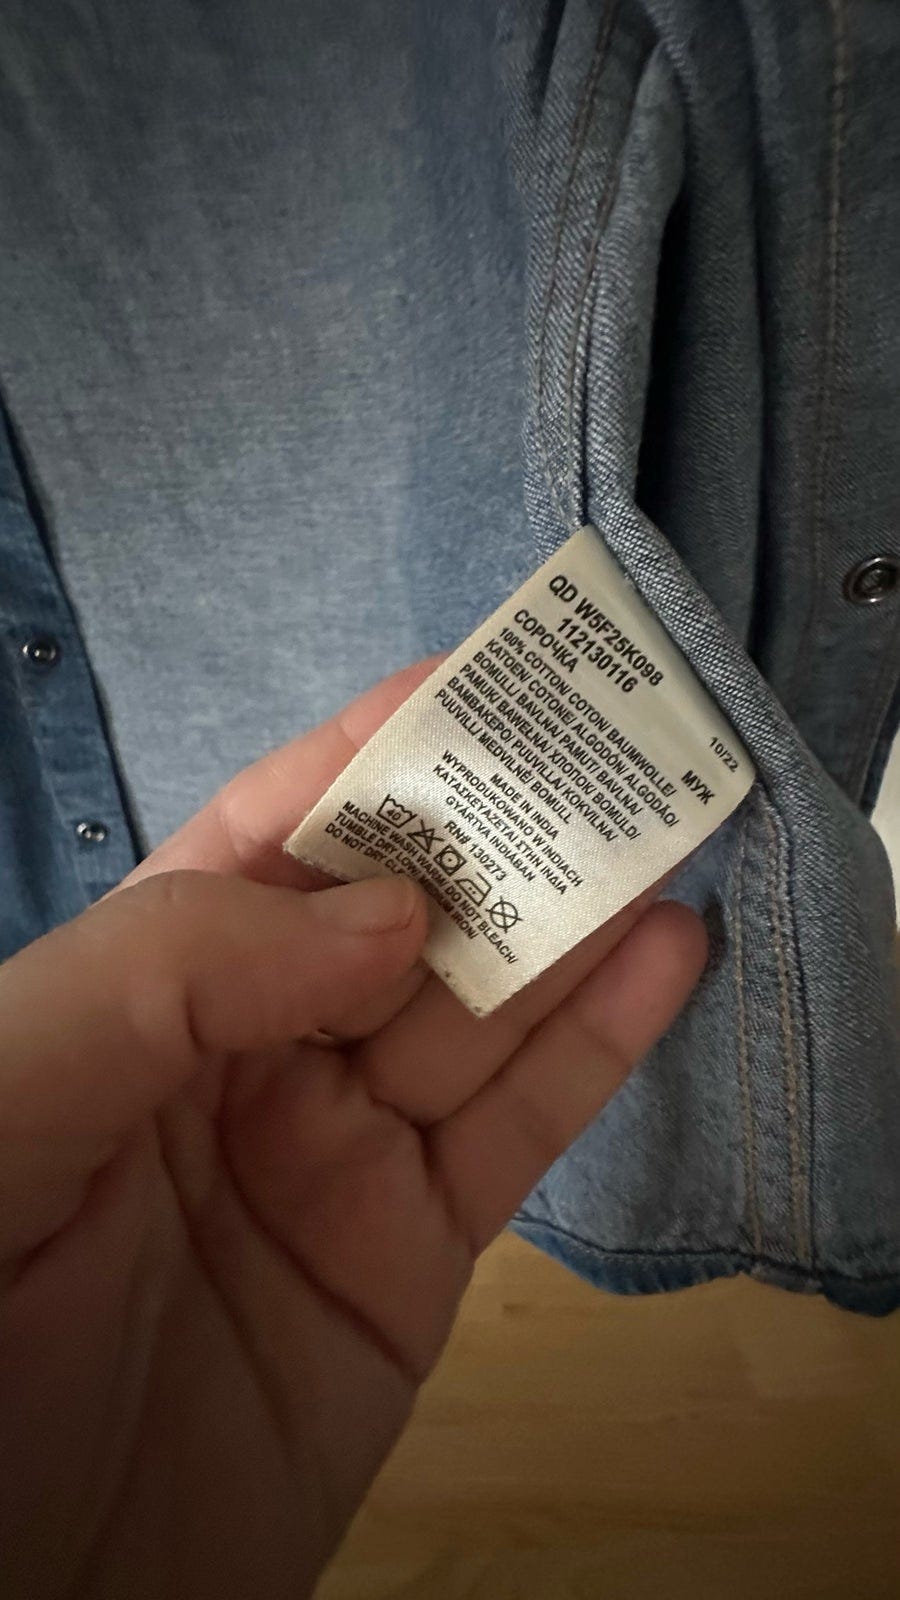 QD W5F25K098
112130116
СОРОЧКА
МУЖ
10/22
100% COTTON/ COTON/ BAUMWOLLE/
KATOEN/ COTONE/ ALGODÓN/ ALGODÃO/
BOMULL/ BAVLNA/ PAMUT/ BAVLNA/
PAMUK/ BAWEŁNA/ ХЛОПОК/ BOMULD/
ΒΑΜΒΑΚΕΡΟ/ PUUVILLA/ KOKVILNA/
PUUVILL/ MEDVILNĖ/ BÓMULL
MADE IN INDIA
WYPRODUKOWANO W INDIACH
ΚΑΤΑΣΚΕΥΑΖΕΤΑΙ ΣΤΗΝ ΙΝΔΙΑ
GYÁRTVA INDIÁBAN
RN# 130273
40
MACHINE WASH WARM/ DO NOT BLEACH/
TUMBLE DRY LOW/ MEDIUM IRON/
DO NOT DRY